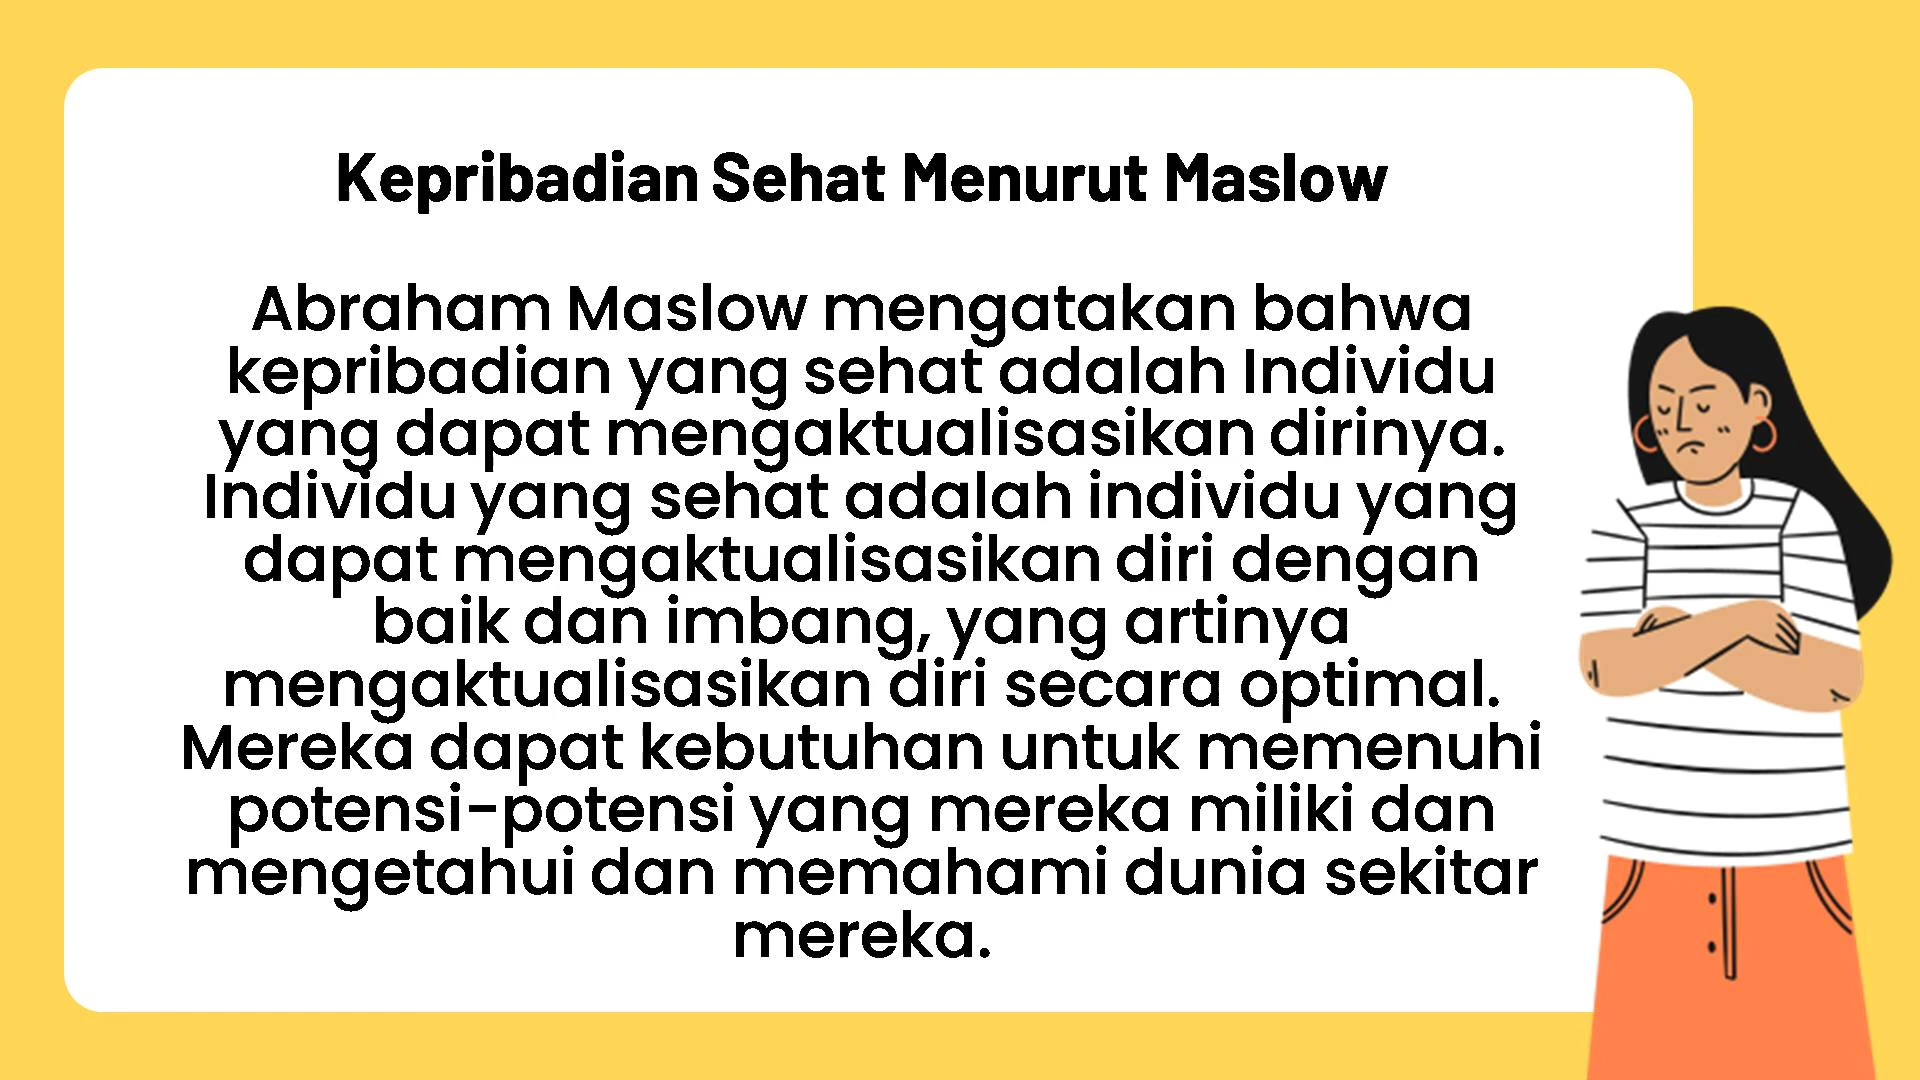 Kepribadian Sehat Menurut Maslow
Abraham Maslow mengatakan bahwa
kepribadian yang sehat adalah Individu
yang dapat mengaktualisasikan dirinya.
Individu yang sehat adalah individu yang
dapat mengaktualisasikan diri dengan
baik dan imbang, yang artinya
mengaktualisasikan diri secara optimal.
Mereka dapat kebutuhan untuk memenuhi
potensi-potensi yang mereka miliki dan
mengetahui dan memahami dunia sekitar
mereka.